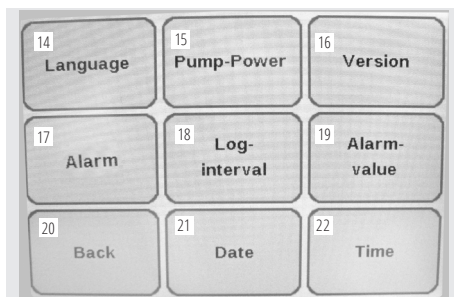 14
Language
15
Pump-Power
16
Version
17
Alarm
18
Log-
interval
19
Alarm-
value
20
Back
21
Date
22
Time